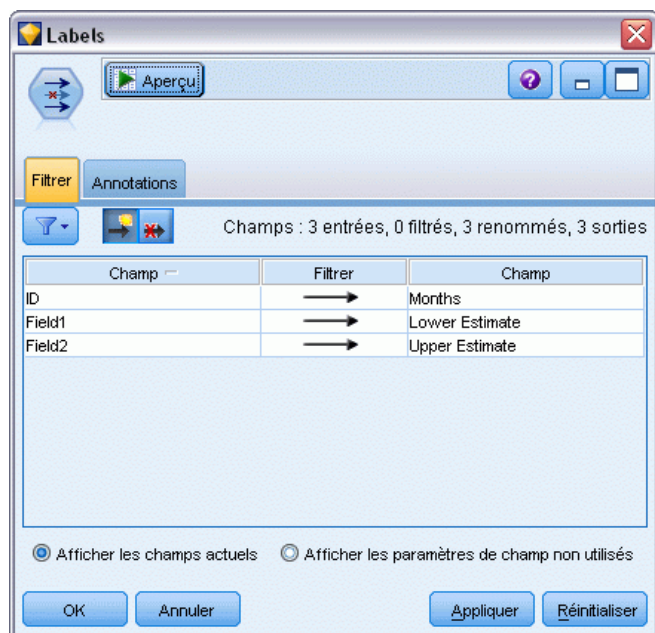 Labels
Aperçu
Filtrer Annotations
Champs : 3 entrées, 0 filtrés, 3 renommés, 3 sorties
Champ Filtrer Champ
ID Months
Field1 Lower Estimate
Field2 Upper Estimate
Afficher les champs actuels Afficher les paramètres de champ non utilisés
OK Annuler Appliquer Réinitialiser